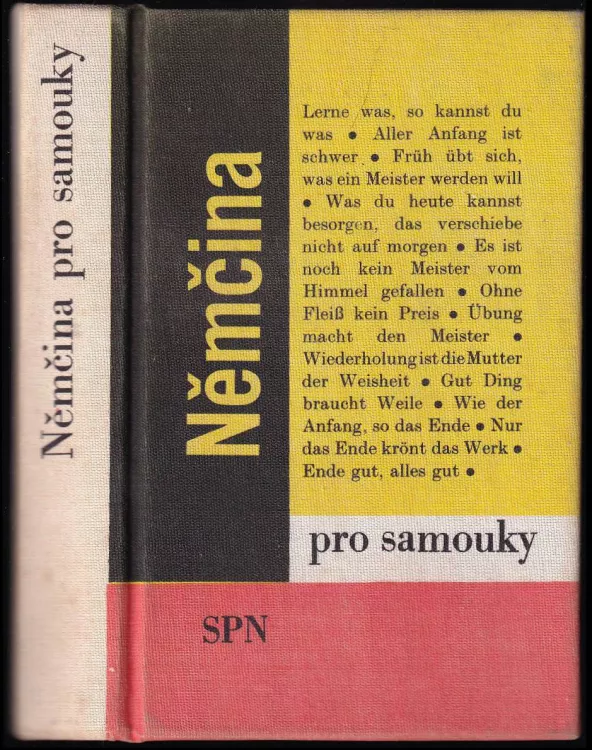 Němčina pro samouky
Němčina
Lerne was, so kannst du
was ● Aller Anfang ist
schwer ● Früh übt sich,
was ein Meister werden will
● Was du heute kannst
besorgen, das verschiebe
nicht auf morgen ● Es ist
noch kein Meister vom
Himmel gefallen ● Ohne
Fleiß kein Preis ● Übung
macht den Meister ●
Wiederholung ist die Mutter
der Weisheit ● Gut Ding
braucht Weile ● Wie der
Anfang, so das Ende ● Nur
das Ende krönt das Werk ●
Ende gut, alles gut ●
pro samouky
SPN